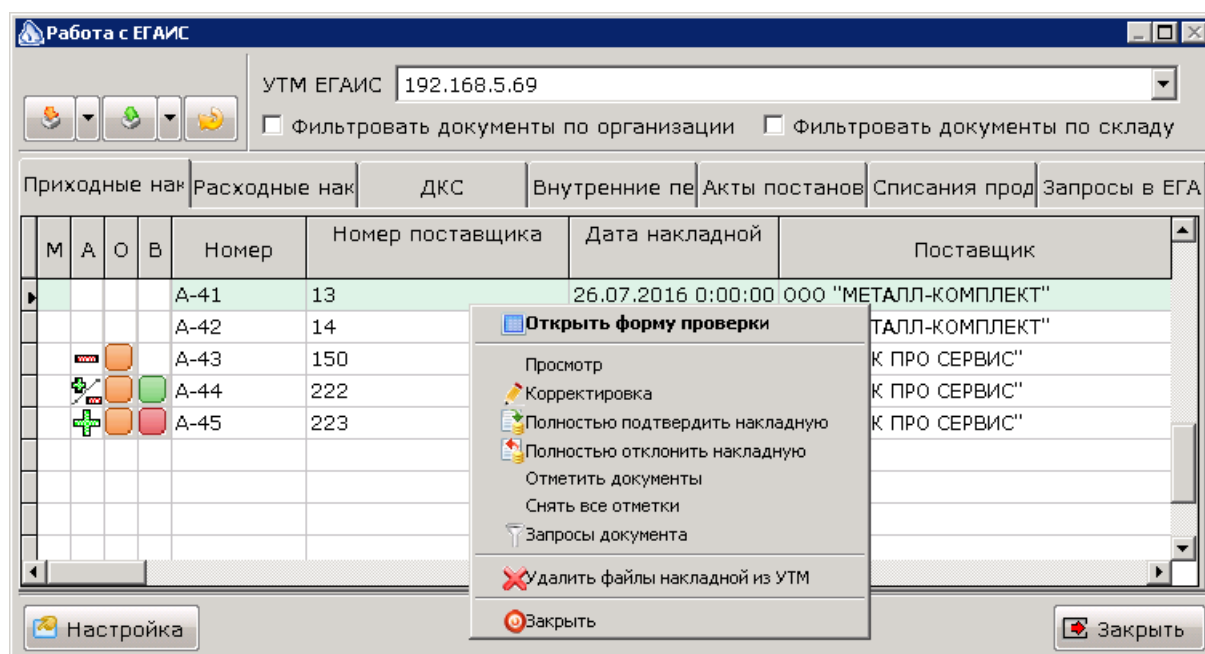 Работа с ЕГАИС
УТМ ЕГАИС 192.168.5.69
Фильтровать документы по организации Фильтровать документы по складу
Приходные нак Расходные нак ДКС Внутренние пе Акты постанов Списания прод Запросы в ЕГА
М А О В Номер Номер поставщика Дата накладной Поставщик
А-41 13 26.07.2016 0:00:00 ООО "МЕТАЛЛ-КОМПЛЕКТ"
А-42 14 ТАЛЛ-КОМПЛЕКТ"
А-43 150 К ПРО СЕРВИС"
А-44 222 К ПРО СЕРВИС"
А-45 223 К ПРО СЕРВИС"
Открыть форму проверки
Просмотр
Корректировка
Полностью подтвердить накладную
Полностью отклонить накладную
Отметить документы
Снять все отметки
Запросы документа
Удалить файлы накладной из УТМ
Закрыть
Настройка Закрыть